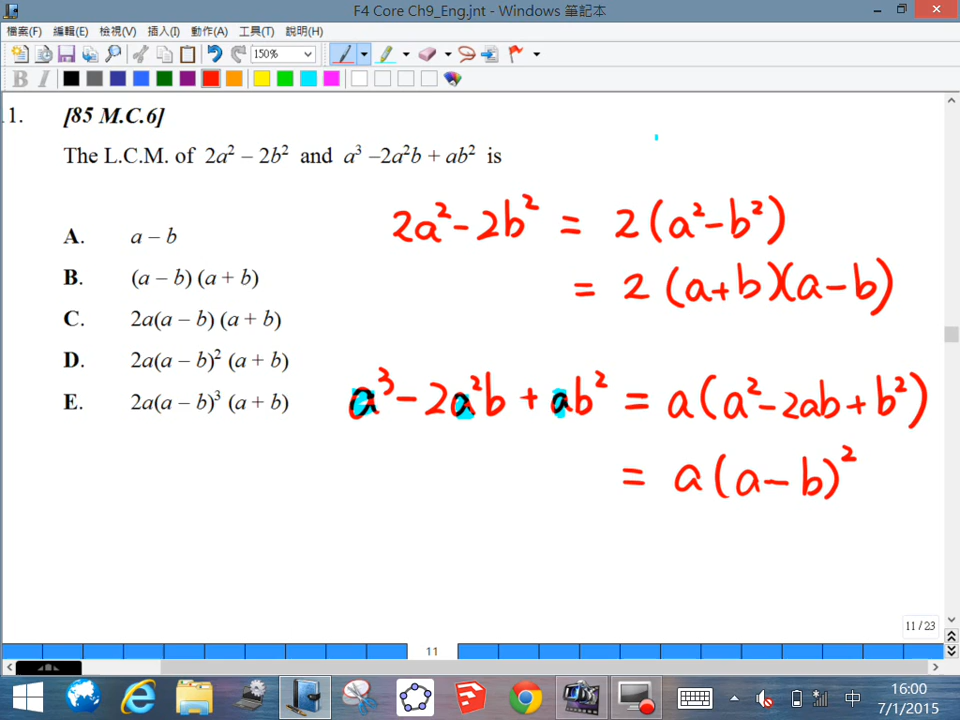 F4 Core Ch9_Eng.jnt - Windows 筆記本
檔案(F) 編輯(E) 檢視(V) 插入(I) 動作(A) 工具(T) 說明(H)
150%
B I
1. [85 M.C.6]
The L.C.M. of 2a² – 2b² and a³ –2a²b + ab² is
2a² - 2b² = 2(a² - b²)
A. a – b
B. (a – b) (a + b)
= 2(a+b)(a-b)
C. 2a(a – b) (a + b)
D. 2a(a – b)² (a + b)
E. 2a(a – b)³ (a + b)
a³ - 2a²b + ab² = a(a² - 2ab + b²)
= a(a-b)²
11 / 23
11
中
16:00
7/1/2015